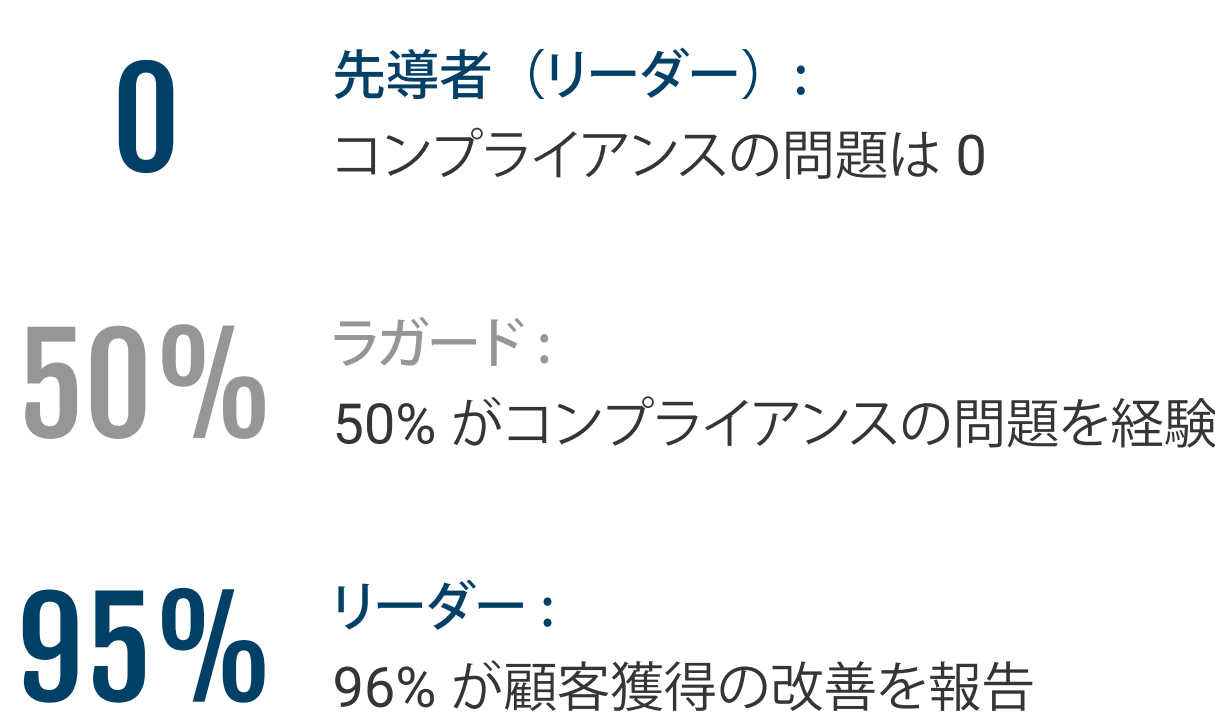 0
先導者（リーダー）:
コンプライアンスの問題は 0
50%
ラガード :
50% がコンプライアンスの問題を経験
95%
リーダー :
96% が顧客獲得の改善を報告